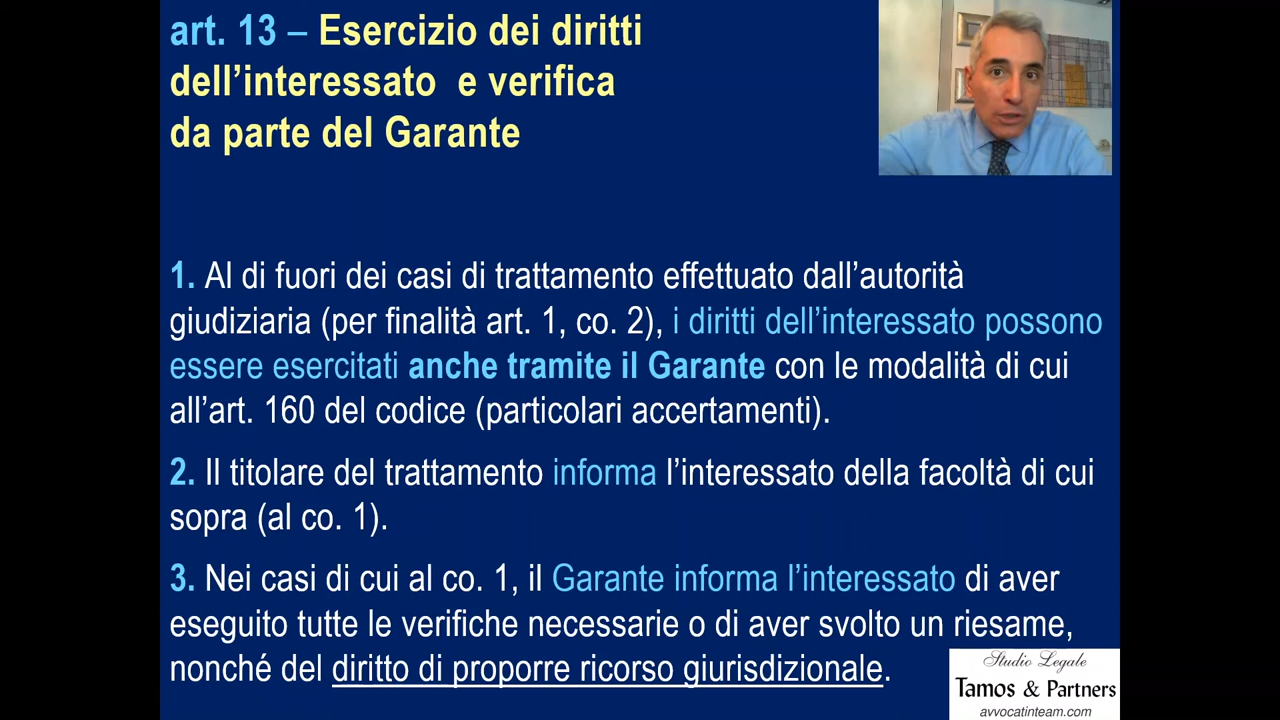 art. 13 – Esercizio dei diritti
dell’interessato e verifica
da parte del Garante
1. Al di fuori dei casi di trattamento effettuato dall’autorità
giudiziaria (per finalità art. 1, co. 2), i diritti dell’interessato possono
essere esercitati anche tramite il Garante con le modalità di cui
all’art. 160 del codice (particolari accertamenti).
2. Il titolare del trattamento informa l’interessato della facoltà di cui
sopra (al co. 1).
3. Nei casi di cui al co. 1, il Garante informa l’interessato di aver
eseguito tutte le verifiche necessarie o di aver svolto un riesame,
nonché del diritto di proporre ricorso giurisdizionale.
Studio Legale
Tamos & Partners
avvocatinteam.com